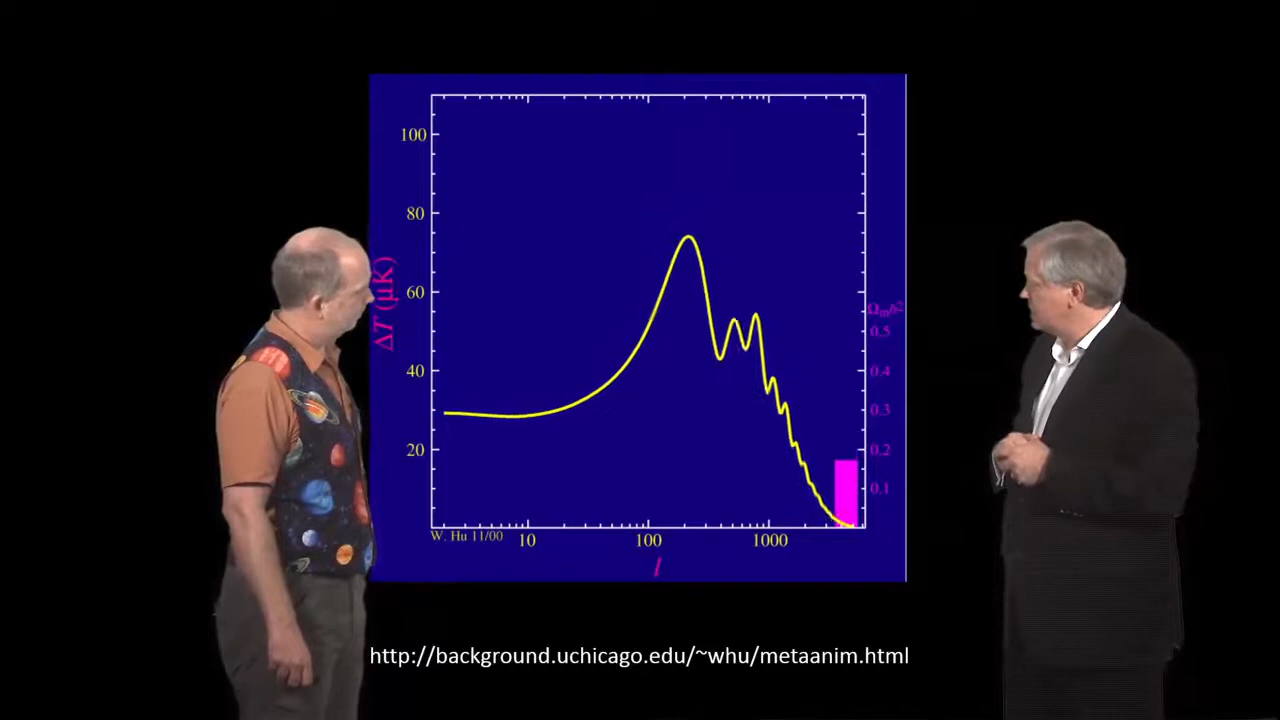 100
80
60
40
20
ΔT (μK)
Ωmh²
0.5
0.4
0.3
0.2
0.1
W. Hu 11/00
10
100
1000
l
http://background.uchicago.edu/~whu/metaanim.html